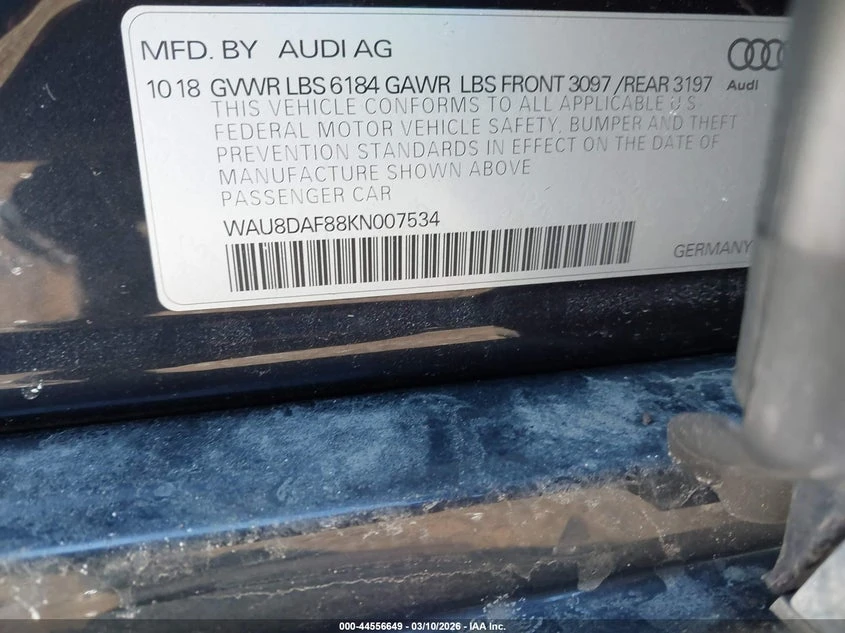 MFD. BY AUDI AG
10 18 GVWR LBS 6184 GAWR LBS FRONT 3097 /REAR 3197
Audi
THIS VEHICLE CONFORMS TO ALL APPLICABLE U.S.
FEDERAL MOTOR VEHICLE SAFETY, BUMPER AND THEFT
PREVENTION STANDARDS IN EFFECT ON THE DATE OF
MANUFACTURE SHOWN ABOVE
PASSENGER CAR
WAU8DAF88KN007534
GERMANY
000-44556649 - 03/10/2026 - IAA Inc.